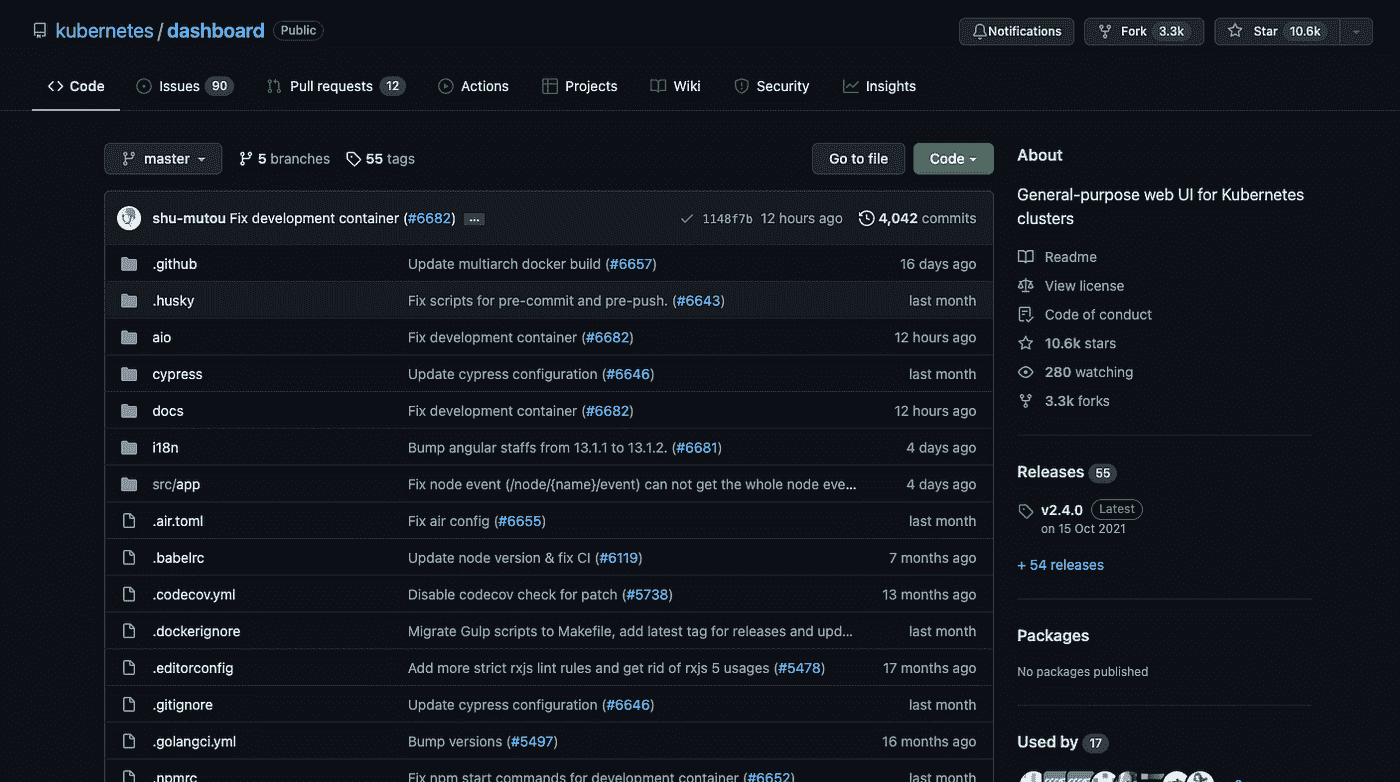 kubernetes / dashboard Public
Notifications Fork 3.3k Star 10.6k
Code Issues 90 Pull requests 12 Actions Projects Wiki Security Insights
master 5 branches 55 tags Go to file Code
shu-mutou Fix development container (#6682) ... 1148f7b 12 hours ago 4,042 commits
.github Update multiarch docker build (#6657) 16 days ago
.husky Fix scripts for pre-commit and pre-push. (#6643) last month
aio Fix development container (#6682) 12 hours ago
cypress Update cypress configuration (#6646) last month
docs Fix development container (#6682) 12 hours ago
i18n Bump angular staffs from 13.1.1 to 13.1.2. (#6681) 4 days ago
src/app Fix node event (/node/{name}/event) can not get the whole node eve... 4 days ago
.air.toml Fix air config (#6655) last month
.babelrc Update node version & fix CI (#6119) 7 months ago
.codecov.yml Disable codecov check for patch (#5738) 13 months ago
.dockerignore Migrate Gulp scripts to Makefile, add latest tag for releases and upd... last month
.editorconfig Add more strict rxjs lint rules and get rid of rxjs 5 usages (#5478) 17 months ago
.gitignore Update cypress configuration (#6646) last month
.golangci.yml Bump versions (#5497) 16 months ago
.npmrc Fix npm start commands for development container (#6652) last month
About
General-purpose web UI for Kubernetes
clusters
Readme
View license
Code of conduct
10.6k stars
280 watching
3.3k forks
Releases 55
v2.4.0 Latest
on 15 Oct 2021
+ 54 releases
Packages
No packages published
Used by 17